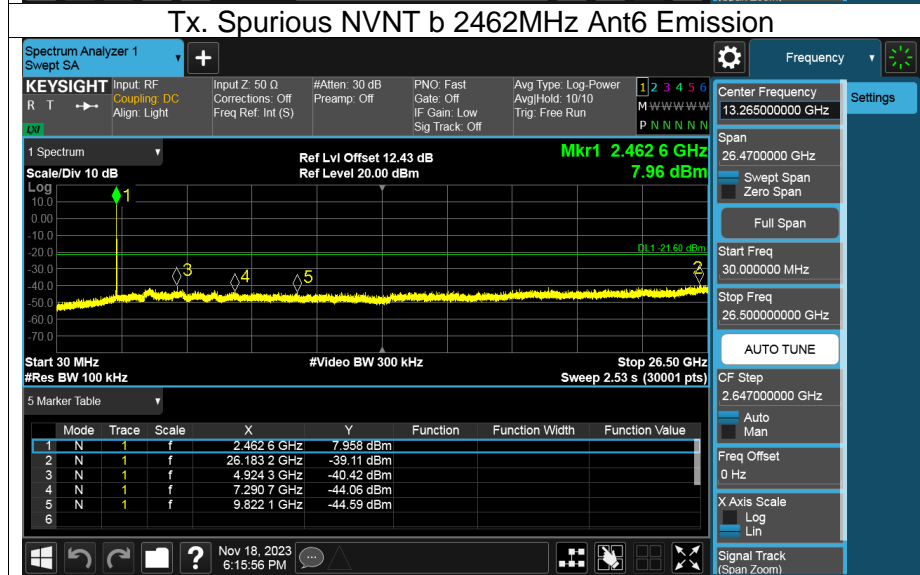 Tx. Spurious NVNT b 2462MHz Ant6 Emission
Spectrum Analyzer 1
Swept SA
+
Frequency
KEYSIGHT
R T
LXI
Input: RF
Coupling: DC
Align: Light
Input Z: 50 Ω
Corrections: Off
Freq Ref: Int (S)
#Atten: 30 dB
Preamp: Off
PNO: Fast
Gate: Off
IF Gain: Low
Sig Track: Off
Avg Type: Log-Power
Avg|Hold: 10/10
Trig: Free Run
1 2 3 4 5 6
M W W W W W
P N N N N N
1 Spectrum
Scale/Div 10 dB
Ref Lvl Offset 12.43 dB
Ref Level 20.00 dBm
Mkr1 2.462 6 GHz
7.96 dBm
Log
10.0
0.00
-10.0
-20.0
-30.0
-40.0
-50.0
-60.0
-70.0
1
3
4
5
2
DL1 -21.60 dBm
Start 30 MHz
#Res BW 100 kHz
#Video BW 300 kHz
Stop 26.50 GHz
Sweep 2.53 s (30001 pts)
5 Marker Table
Mode Trace Scale X Y Function Function Width Function Value
1 N 1 f 2.462 6 GHz 7.958 dBm
2 N 1 f 26.183 2 GHz -39.11 dBm
3 N 1 f 4.924 3 GHz -40.42 dBm
4 N 1 f 7.290 7 GHz -44.06 dBm
5 N 1 f 9.822 1 GHz -44.59 dBm
6
?
Nov 18, 2023
6:15:56 PM
Center Frequency
13.265000000 GHz
Settings
Span
26.4700000 GHz
Swept Span
Zero Span
Full Span
Start Freq
30.000000 MHz
Stop Freq
26.500000000 GHz
AUTO TUNE
CF Step
2.647000000 GHz
Auto
Man
Freq Offset
0 Hz
X Axis Scale
Log
Lin
Signal Track
(Span Zoom)